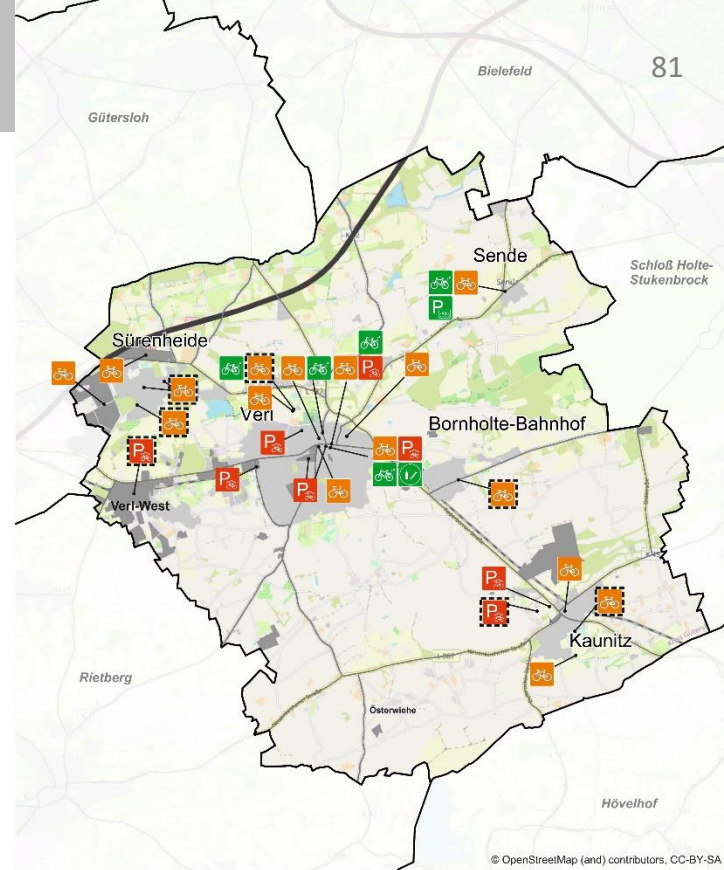 81
Bielefeld
Gütersloh
Sende
Schloß Holte-
Stukenbrock
Sürenheide
Verl
Bornholte-Bahnhof
Verl-West
Kaunitz
Rietberg
Österwiehe
Hövelhof
P
P
P
P
P
P
P
P
P
© OpenStreetMap (and) contributors, CC-BY-SA